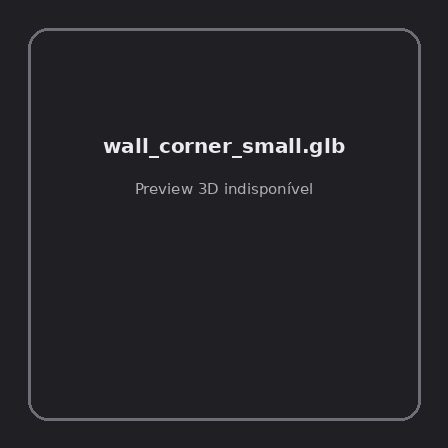 wall_corner_small.glb
Preview 3D indisponível